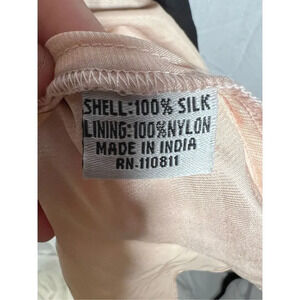 SHELL:100% SILK
LINING:100%NYLON
MADE IN INDIA
RN-110811